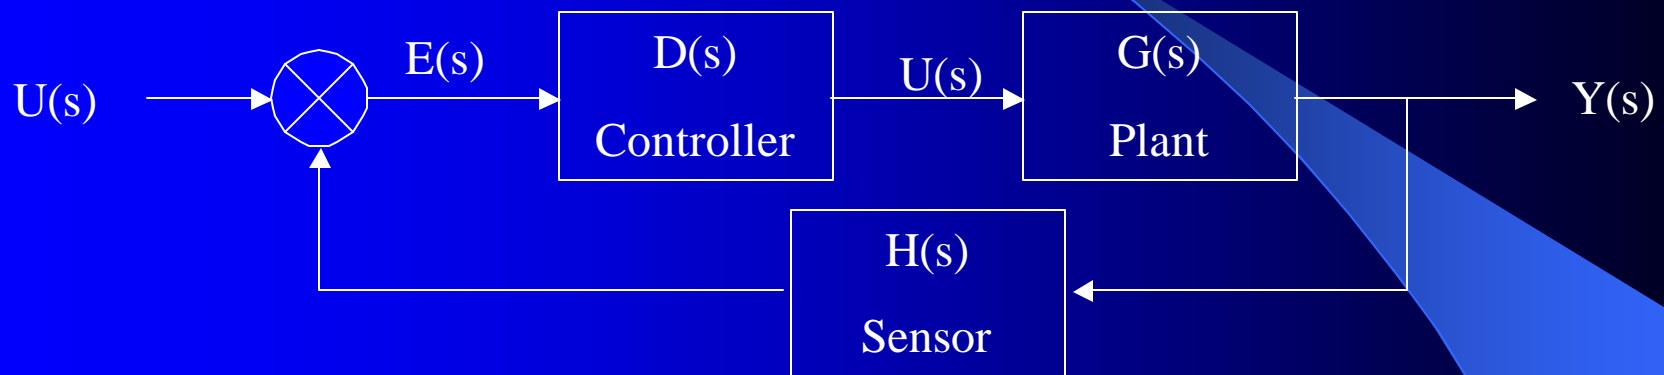 U(s)
E(s)
D(s)
Controller
U(s)
G(s)
Plant
Y(s)
H(s)
Sensor